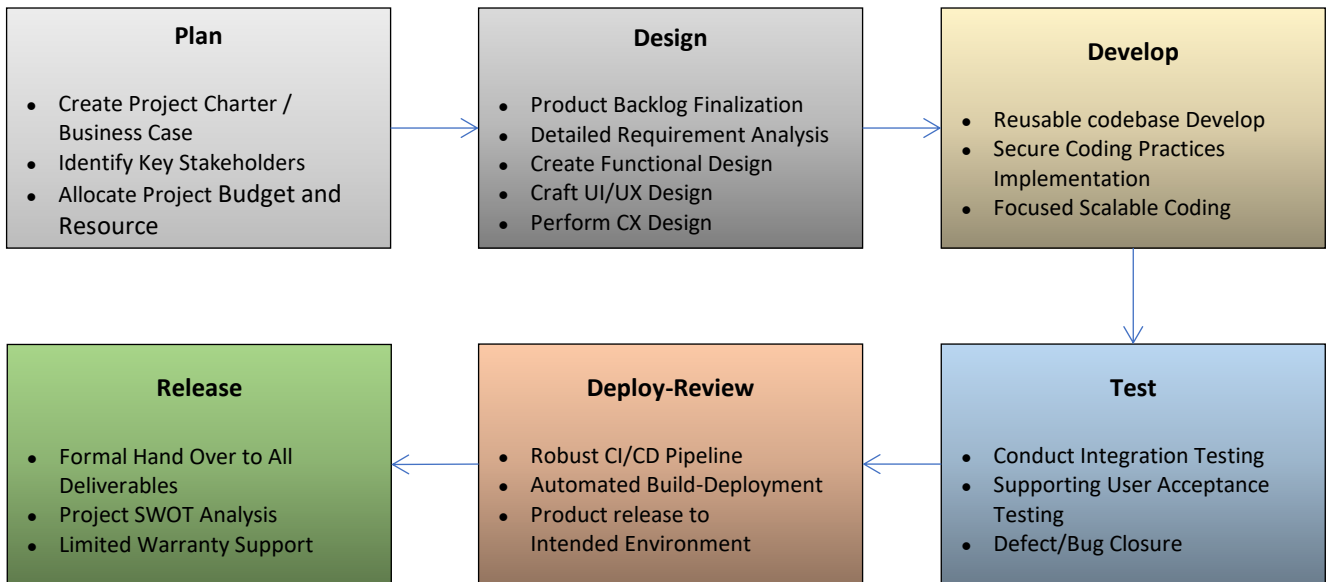 Plan
• Create Project Charter /
Business Case
• Identify Key Stakeholders
• Allocate Project Budget and
Resource
Design
• Product Backlog Finalization
• Detailed Requirement Analysis
• Create Functional Design
• Craft UI/UX Design
• Perform CX Design
Develop
• Reusable codebase Develop
• Secure Coding Practices
Implementation
• Focused Scalable Coding
Release
• Formal Hand Over to All
Deliverables
• Project SWOT Analysis
• Limited Warranty Support
Deploy-Review
• Robust CI/CD Pipeline
• Automated Build-Deployment
• Product release to
Intended Environment
Test
• Conduct Integration Testing
• Supporting User Acceptance
Testing
• Defect/Bug Closure